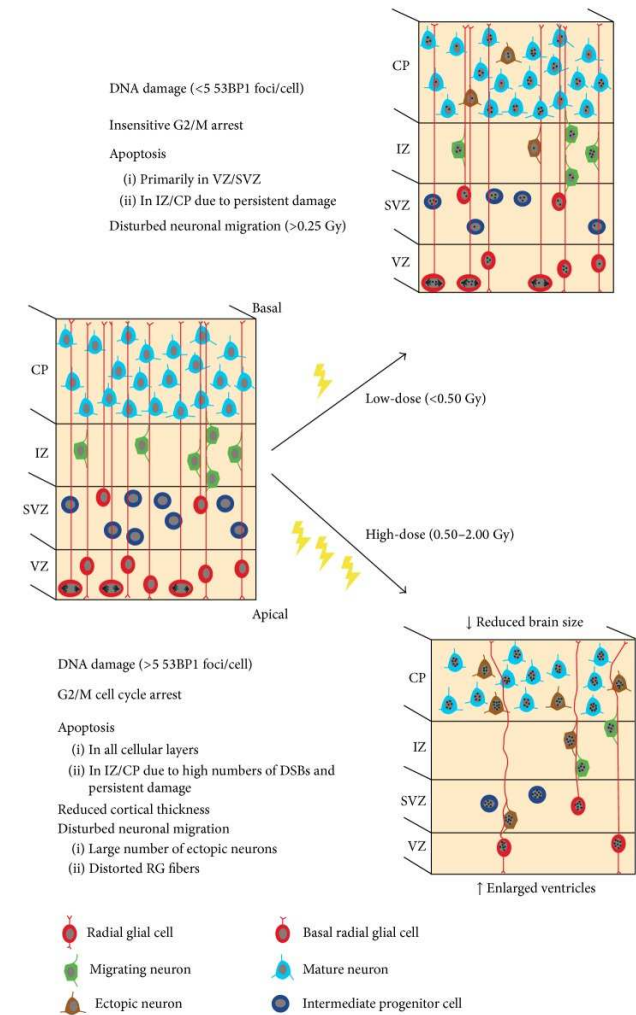 DNA damage (<5 53BP1 foci/cell)
Insensitive G2/M arrest
Apoptosis
(i) Primarily in VZ/SVZ
(ii) In IZ/CP due to persistent damage
Disturbed neuronal migration (>0.25 Gy)
CP
IZ
SVZ
VZ
Basal
CP
IZ
SVZ
VZ
Apical
Low-dose (<0.50 Gy)
High-dose (0.50–2.00 Gy)
DNA damage (>5 53BP1 foci/cell)
G2/M cell cycle arrest
Apoptosis
(i) In all cellular layers
(ii) In IZ/CP due to high numbers of DSBs and
persistent damage
Reduced cortical thickness
Disturbed neuronal migration
(i) Large number of ectopic neurons
(ii) Distorted RG fibers
↓ Reduced brain size
CP
IZ
SVZ
VZ
↑ Enlarged ventricles
Radial glial cell
Basal radial glial cell
Migrating neuron
Mature neuron
Ectopic neuron
Intermediate progenitor cell